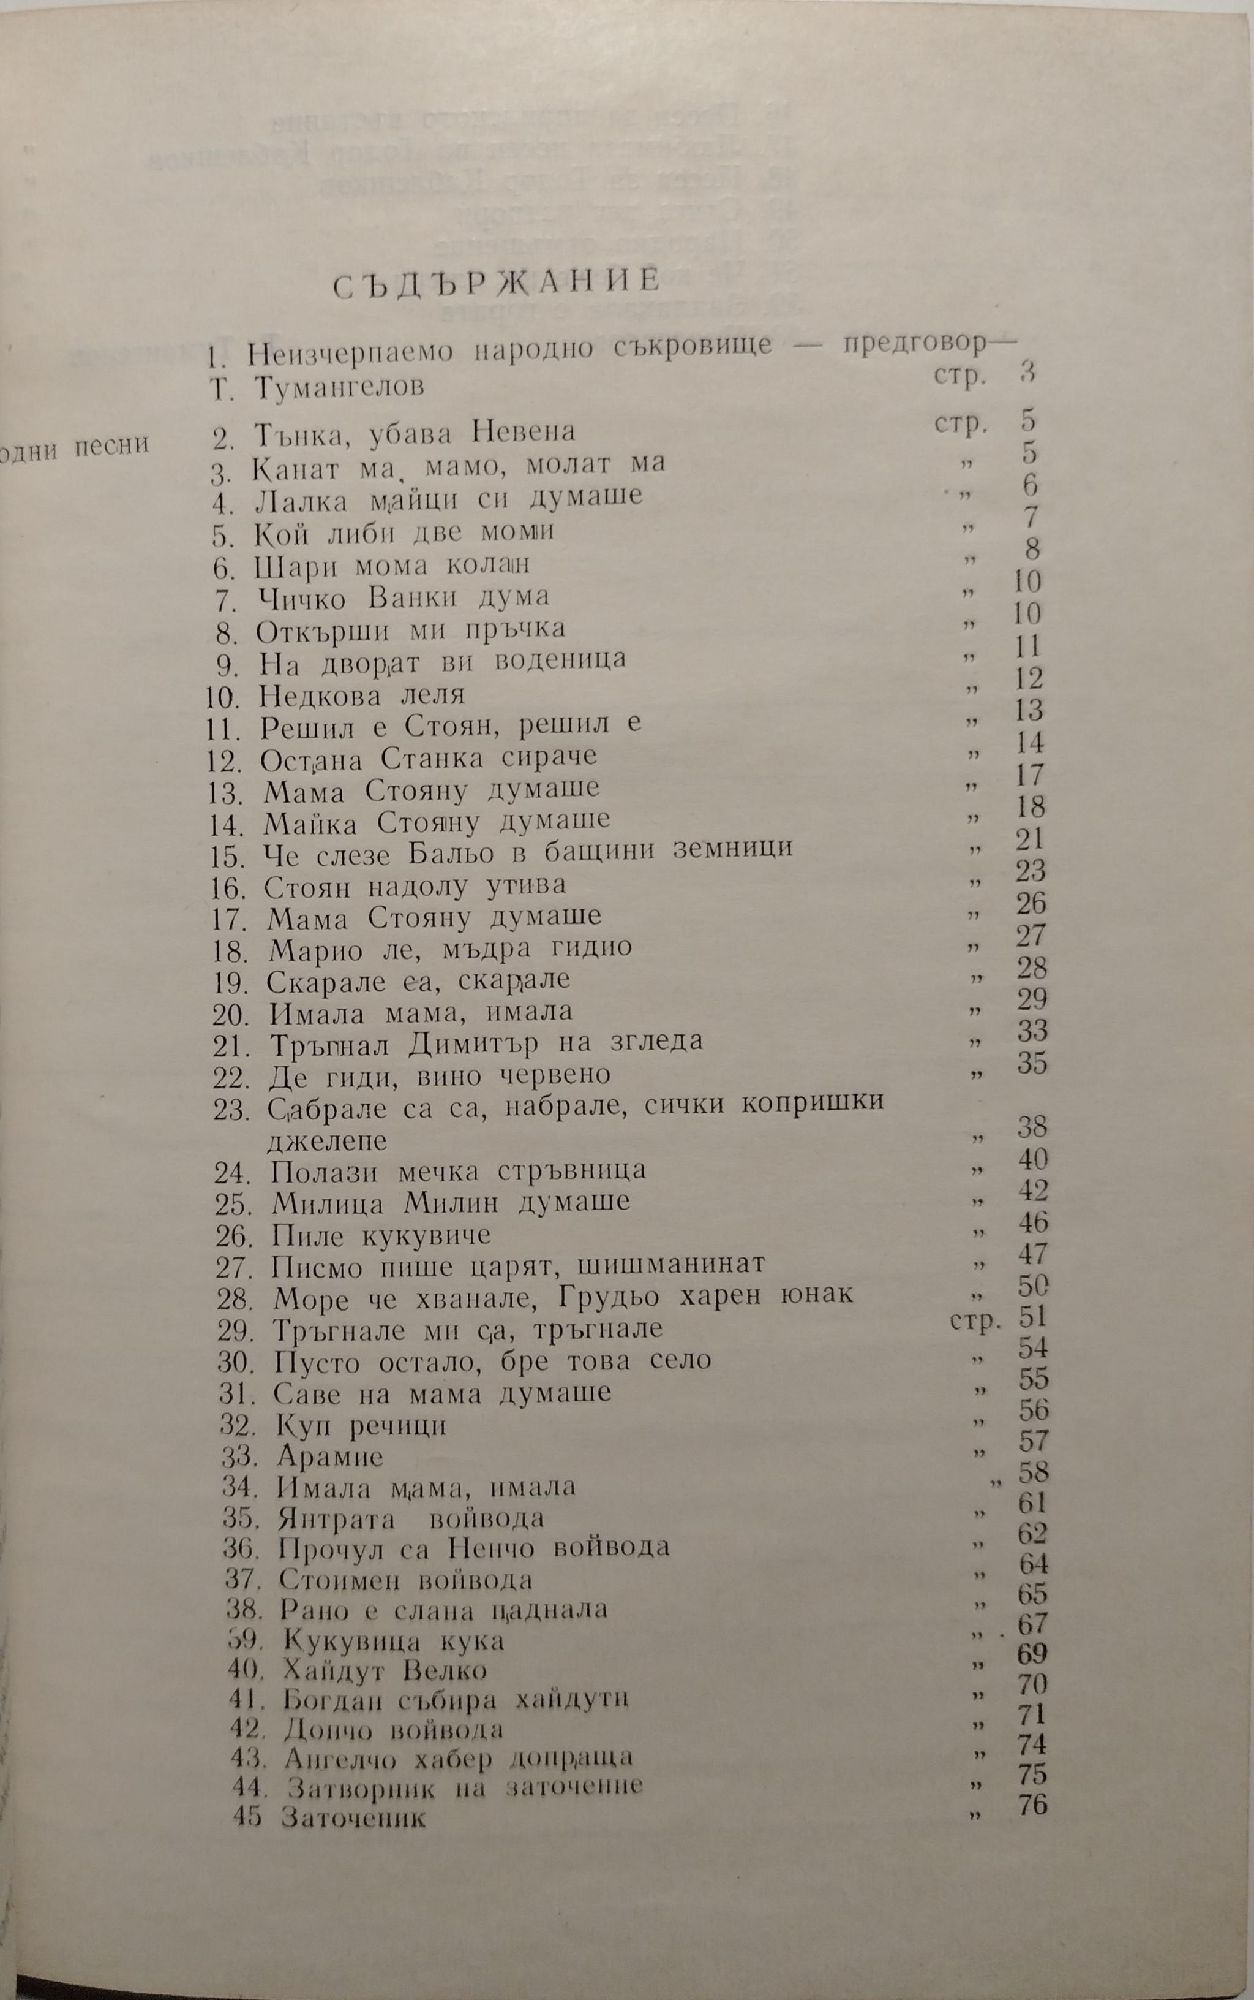 СЪДЪРЖАНИЕ
1. Неизчерпаемо народно съкровище — предговор —
Т. Тумангелов стр. 3
одни песни
2. Тънка, убава Невена стр. 5
3. Канат ма, мамо, молат ма „ 5
4. Лалка майци си думаше „ 6
5. Кой либи две моми „ 7
6. Шари мома колан „ 8
7. Чичко Ванки дума „ 10
8. Откърши ми пръчка „ 10
9. На дворат ви воденица „ 11
10. Недкова леля „ 12
11. Решил е Стоян, решил е „ 13
12. Остана Станка сираче „ 14
13. Мама Стояну думаше „ 17
14. Майка Стояну думаше „ 18
15. Че слезе Бальо в бащини земници „ 21
16. Стоян надолу утива „ 23
17. Мама Стояну думаше „ 26
18. Марио ле, мъдра гидио „ 27
19. Скарале са, скарале „ 28
20. Имала мама, имала „ 29
21. Тръгнал Димитър на згледа „ 33
22. Де гиди, вино червено „ 35
23. Сабрале са са, набрале, сички копришки
джелепе „ 38
24. Полази мечка стръвница „ 40
25. Милица Милин думаше „ 42
26. Пиле кукувиче „ 46
27. Писмо пише царят, шишманинат „ 47
28. Море че хванале, Грудьо харен юнак „ 50
29. Тръгнале ми са, тръгнале стр. 51
30. Пусто остало, бре това село „ 54
31. Саве на мама думаше „ 55
32. Куп речици „ 56
33. Арамие „ 57
34. Имала мама, имала „ 58
35. Янтрата войвода „ 61
36. Прочул са Ненчо войвода „ 62
37. Стоимен войвода „ 64
38. Рано е слана паднала „ 65
39. Кукувица кука „ 67
40. Хайдут Велко „ 69
41. Богдан събира хайдути „ 70
42. Дончо войвода „ 71
43. Ангелчо хабер допраща „ 74
44. Затворник на заточение „ 75
45 Заточеник „ 76